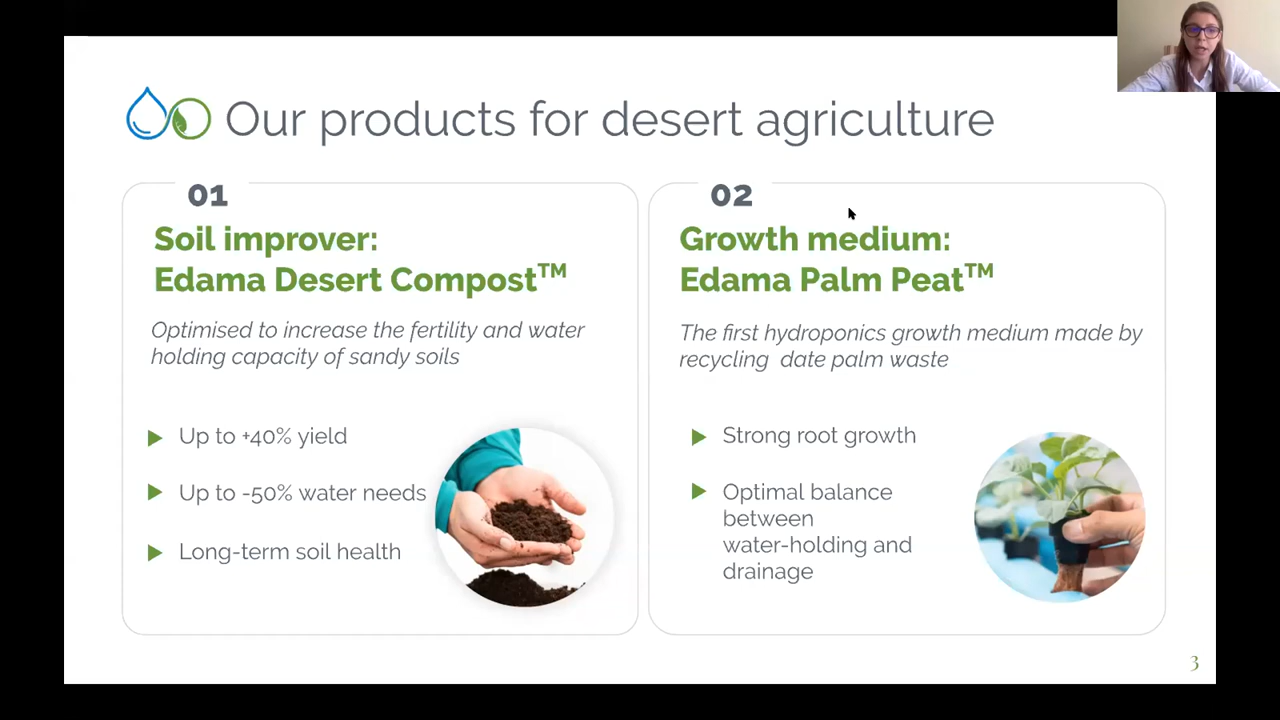 Our products for desert agriculture
01
Soil improver:
Edama Desert Compost™
Optimised to increase the fertility and water
holding capacity of sandy soils
Up to +40% yield
Up to -50% water needs
Long-term soil health
02
Growth medium:
Edama Palm Peat™
The first hydroponics growth medium made by
recycling  date palm waste
Strong root growth
Optimal balance
between
water-holding and
drainage
3